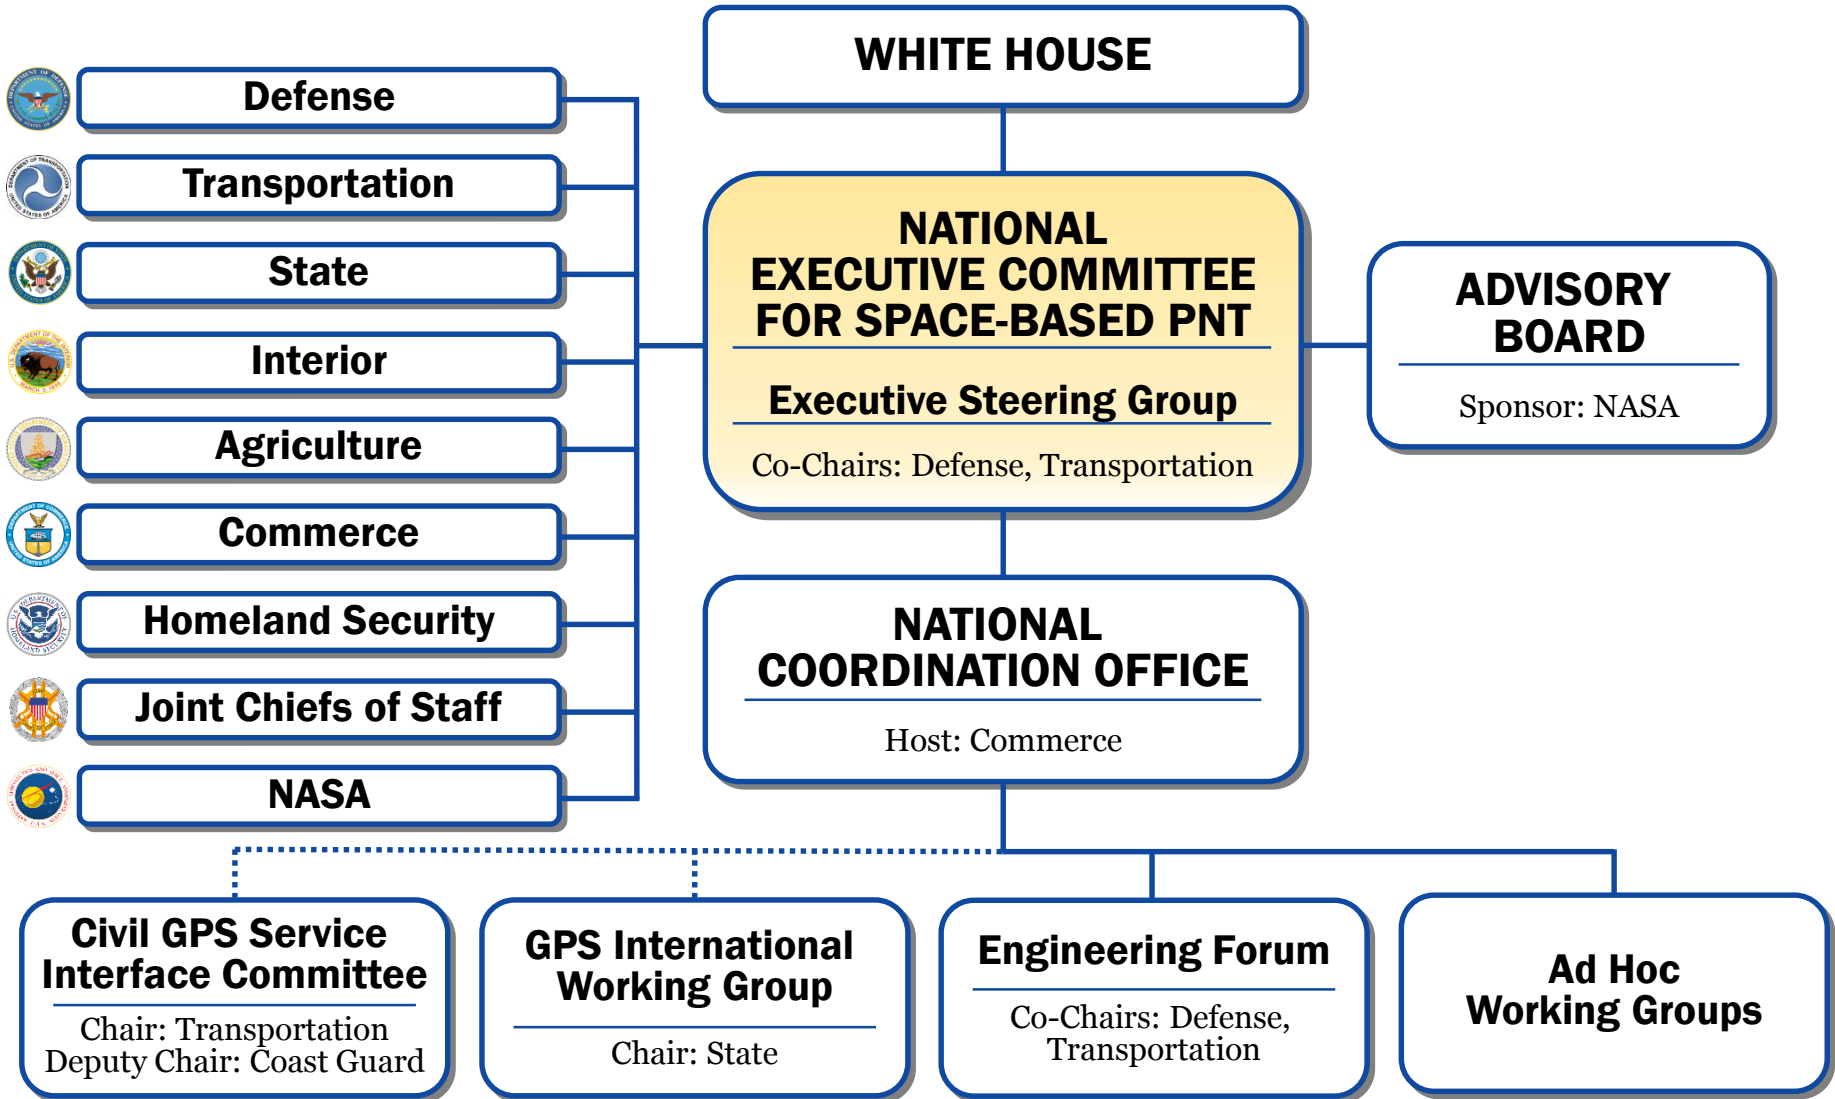 WHITE HOUSE
Defense
Transportation
State
Interior
Agriculture
Commerce
Homeland Security
Joint Chiefs of Staff
NASA
NATIONAL
EXECUTIVE COMMITTEE
FOR SPACE-BASED PNT
Executive Steering Group
Co-Chairs: Defense, Transportation
ADVISORY
BOARD
Sponsor: NASA
NATIONAL
COORDINATION OFFICE
Host: Commerce
Civil GPS Service
Interface Committee
Chair: Transportation
Deputy Chair: Coast Guard
GPS International
Working Group
Chair: State
Engineering Forum
Co-Chairs: Defense,
Transportation
Ad Hoc
Working Groups